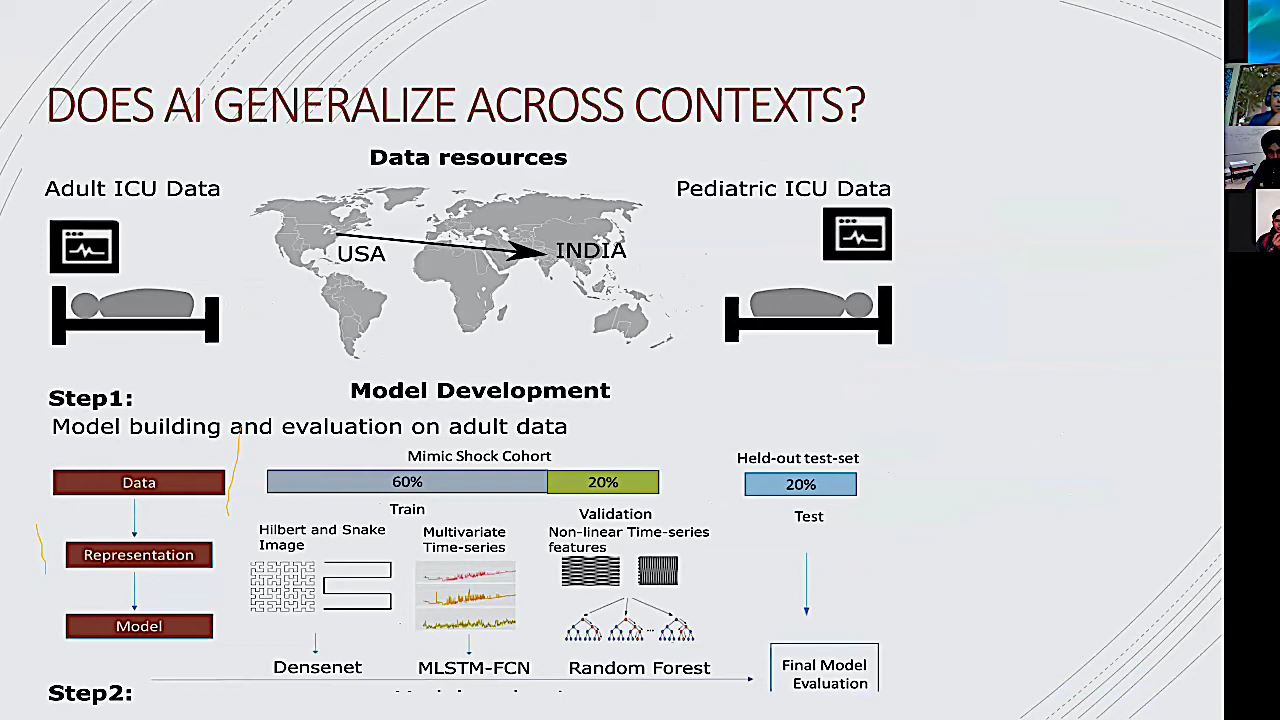 DOES AI GENERALIZE ACROSS CONTEXTS?
Data resources
Adult ICU Data
Pediatric ICU Data
USA
INDIA
Model Development
Step1:
Model building and evaluation on adult data
Mimic Shock Cohort
Held-out test-set
Data
60%
20%
20%
Train
Validation
Test
Hilbert and Snake
Image
Multivariate
Time-series
Non-linear Time-series
features
Representation
Model
...
Densenet
MLSTM-FCN
Random Forest
Final Model
Evaluation
Step2: